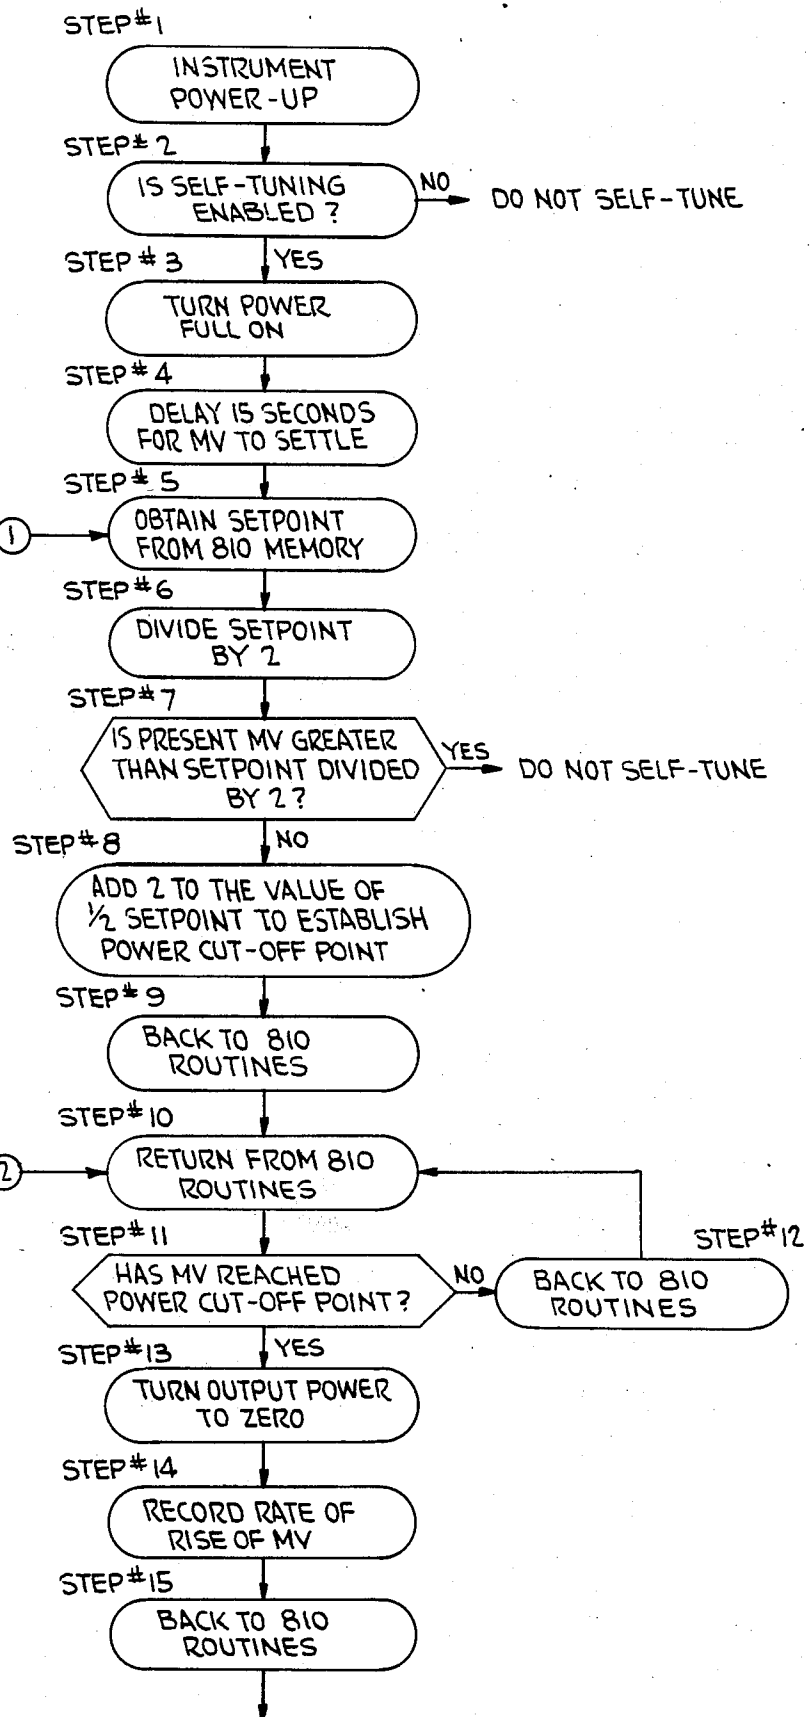 STEP#1
INSTRUMENT
POWER-UP
STEP# 2
IS SELF-TUNING
ENABLED ?
NO
DO NOT SELF-TUNE
YES
STEP # 3
TURN POWER
FULL ON
STEP# 4
DELAY 15 SECONDS
FOR MV TO SETTLE
STEP# 5
1
OBTAIN SETPOINT
FROM 810 MEMORY
STEP#6
DIVIDE SETPOINT
BY 2
STEP#7
IS PRESENT MV GREATER
THAN SETPOINT DIVIDED
BY 2?
YES
DO NOT SELF-TUNE
NO
STEP#8
ADD 2 TO THE VALUE OF
½ SETPOINT TO ESTABLISH
POWER CUT-OFF POINT
STEP# 9
BACK TO 810
ROUTINES
STEP#10
2
RETURN FROM 810
ROUTINES
STEP#11
HAS MV REACHED
POWER CUT-OFF POINT?
NO
STEP#12
BACK TO 810
ROUTINES
YES
STEP#13
TURN OUTPUT POWER
TO ZERO
STEP#14
RECORD RATE OF
RISE OF MV
STEP#15
BACK TO 810
ROUTINES